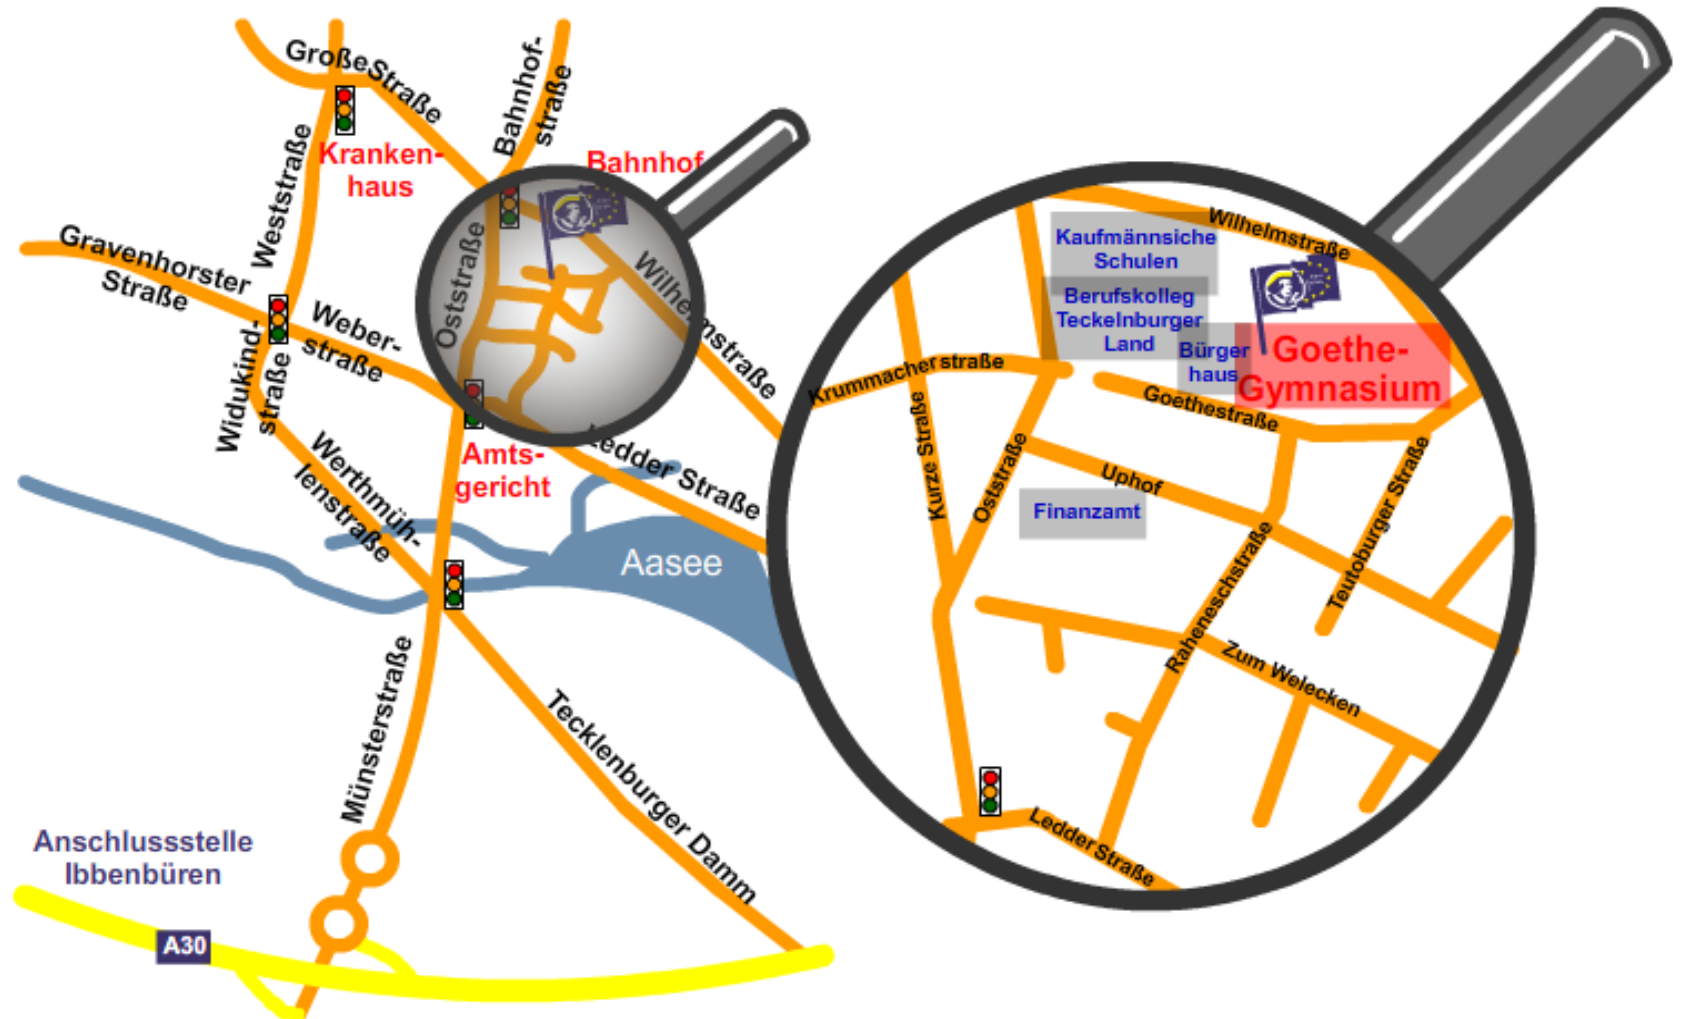 Große Straße
Bahnhof-
straße
Kranken-
haus
Bahnhof
Weststraße
Gravenhorster
Straße
Weber-
straße
Widukind-
straße
Oststraße
Wilhelmstraße
Amts-
gericht
Ledder Straße
Werthmüh-
lenstraße
Aasee
Münsterstraße
Tecklenburger Damm
Anschlussstelle
Ibbenbüren
A30
Wilhelmstraße
Kaufmännsiche
Schulen
Berufskolleg
Teckelnburger
Land
Bürger
haus
Goethe-
Gymnasium
Krummacherstraße
Goethestraße
Kurze Straße
Oststraße
Uphof
Finanzamt
Teutoburger Straße
Raheneschstraße
Zum Welecken
Ledder Straße